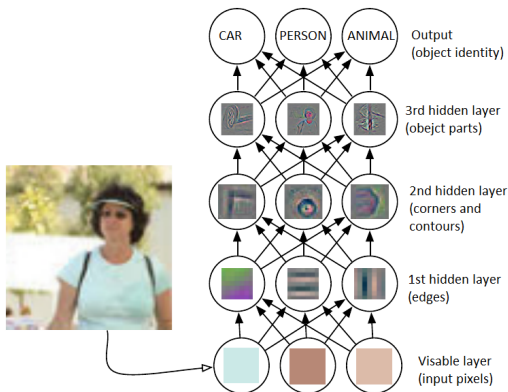 CAR PERSON ANIMAL
Output
(object identity)
3rd hidden layer
(obejct parts)
2nd hidden layer
(corners and
contours)
1st hidden layer
(edges)
Visable layer
(input pixels)